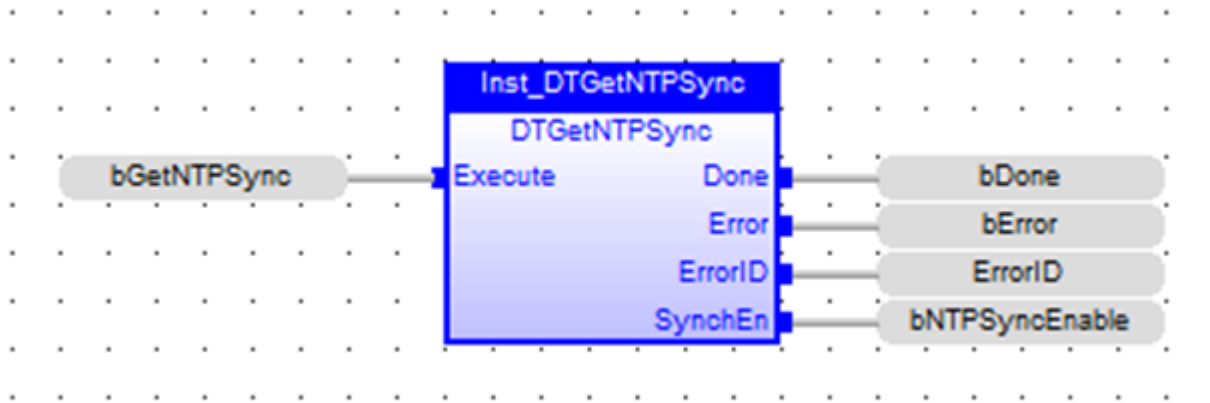 Inst_DTGetNTPSync
DTGetNTPSync
bGetNTPSync Execute Done bDone
Error bError
ErrorID ErrorID
SynchEn bNTPSyncEnable